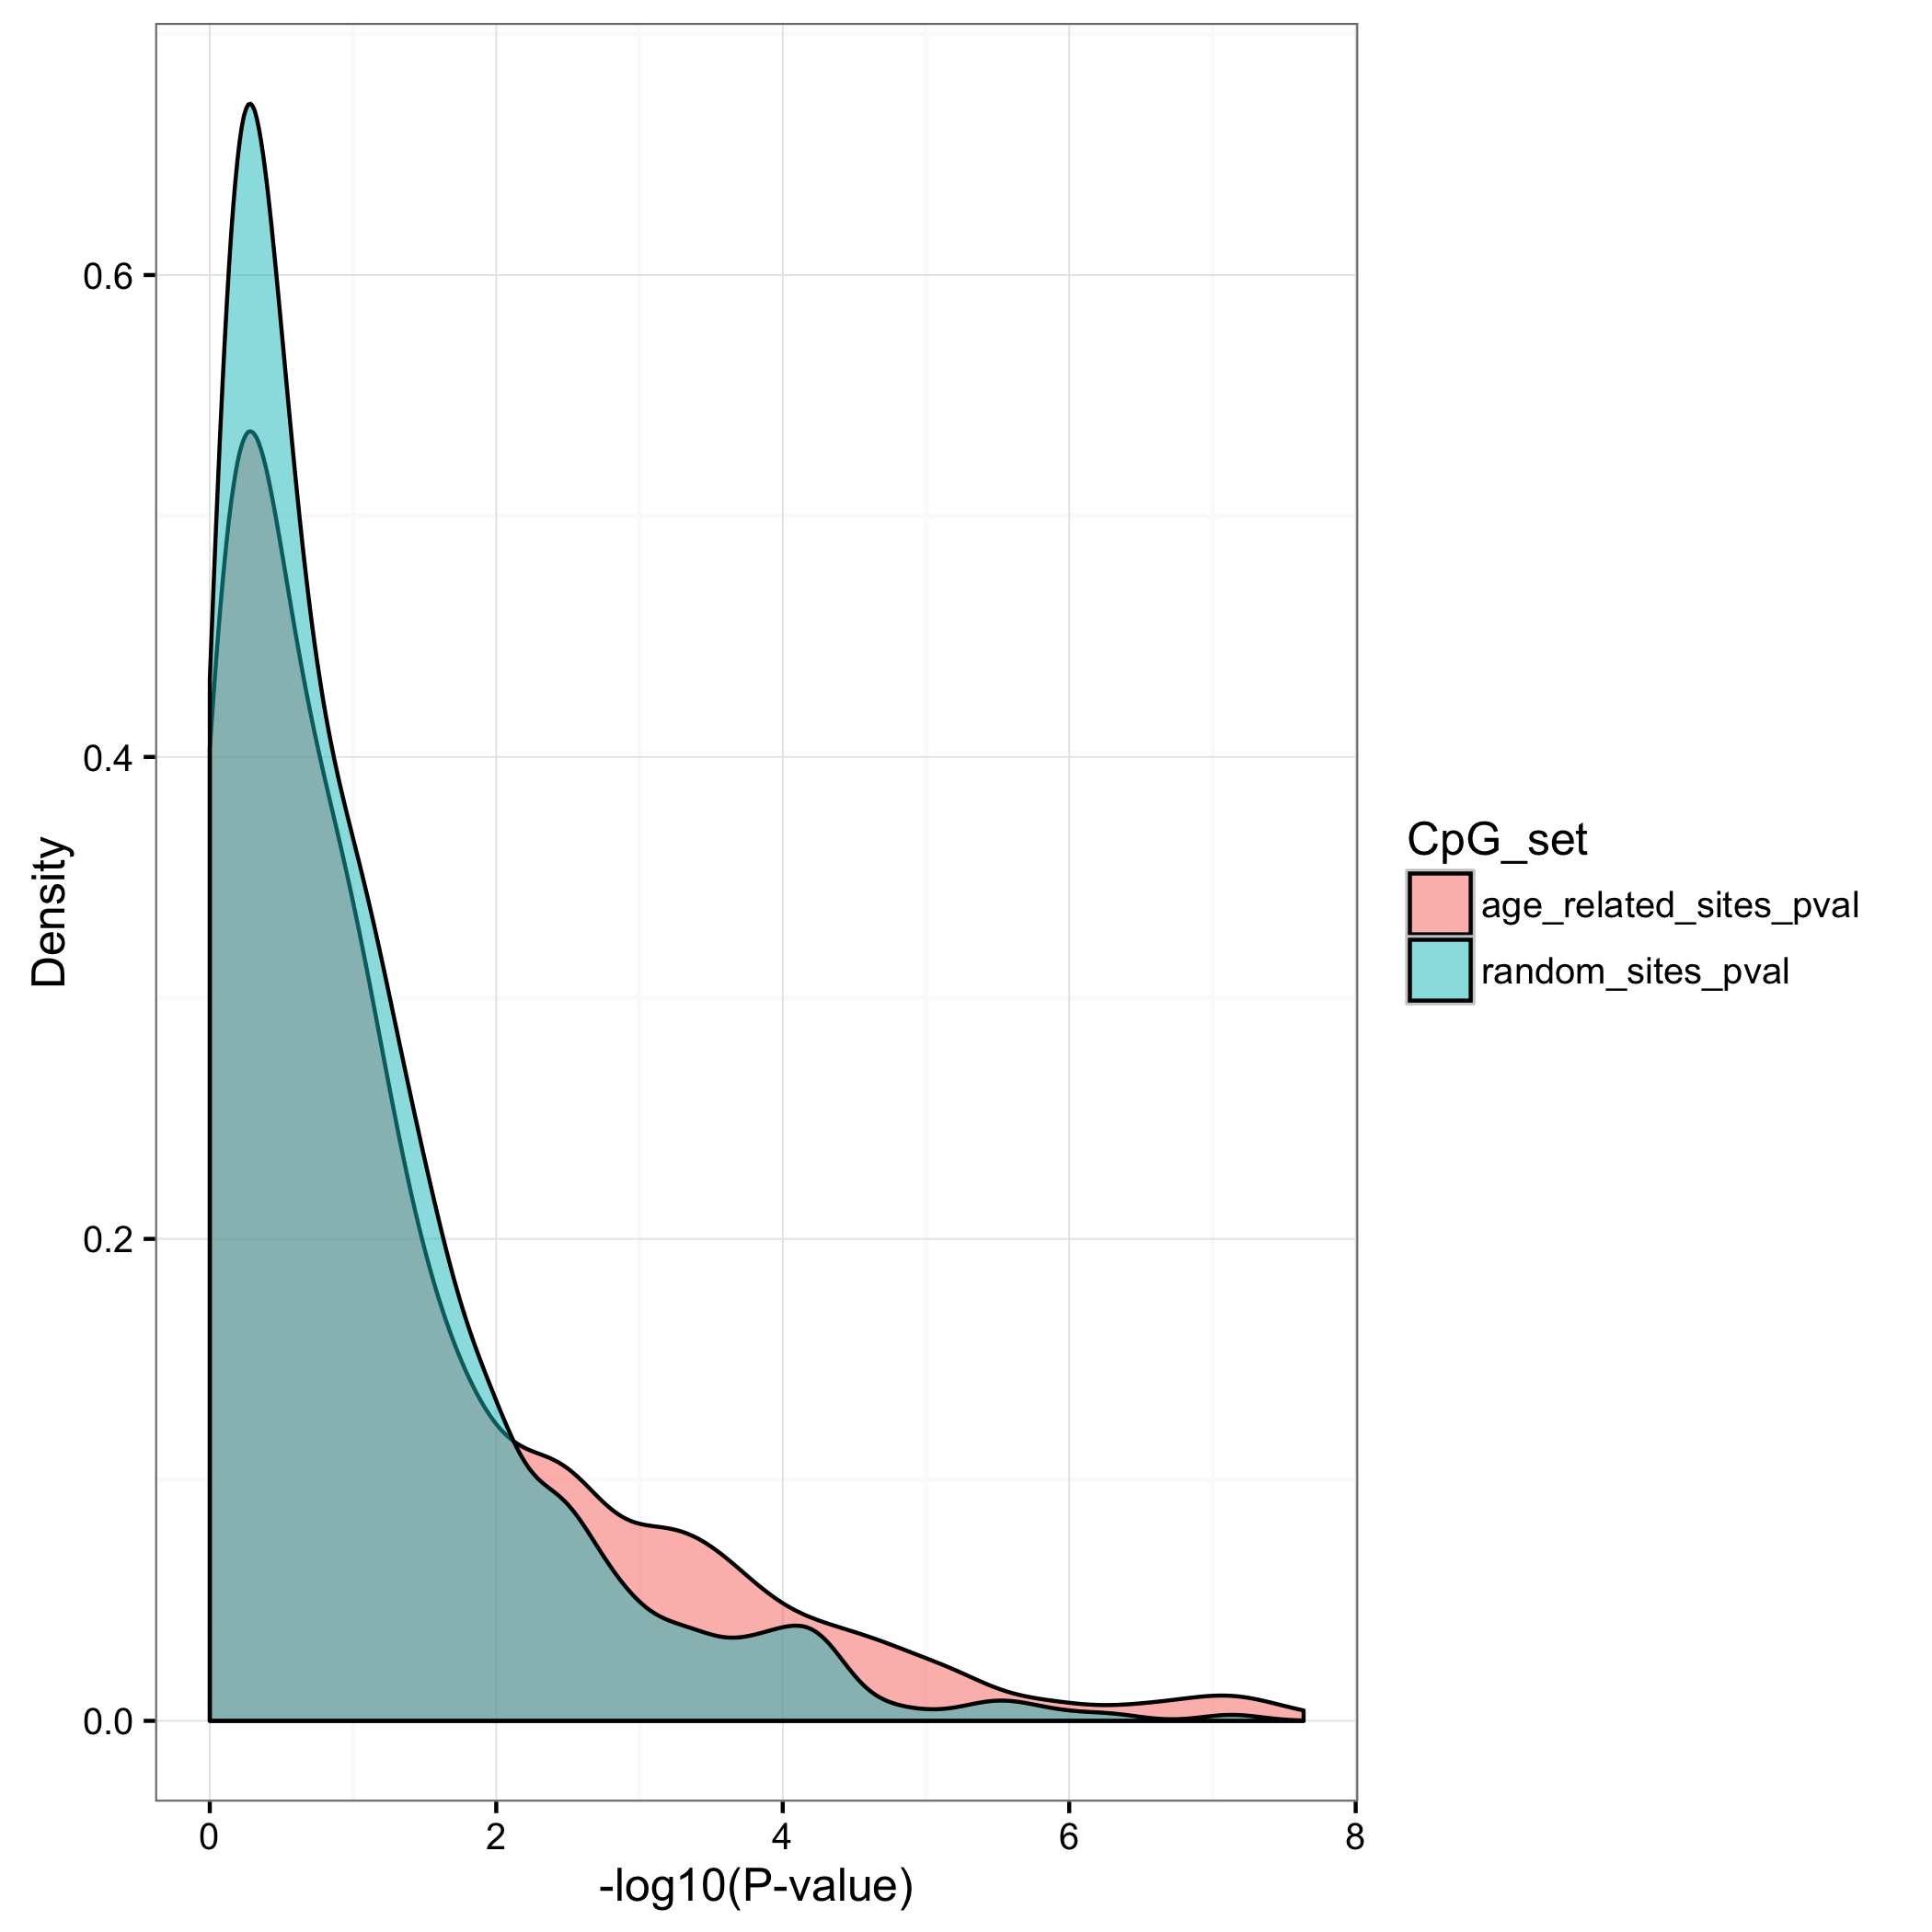 0.6
0.4
0.2
0.0
Density
0
2
4
6
8
-log10(P-value)
CpG_set
age_related_sites_pval
random_sites_pval